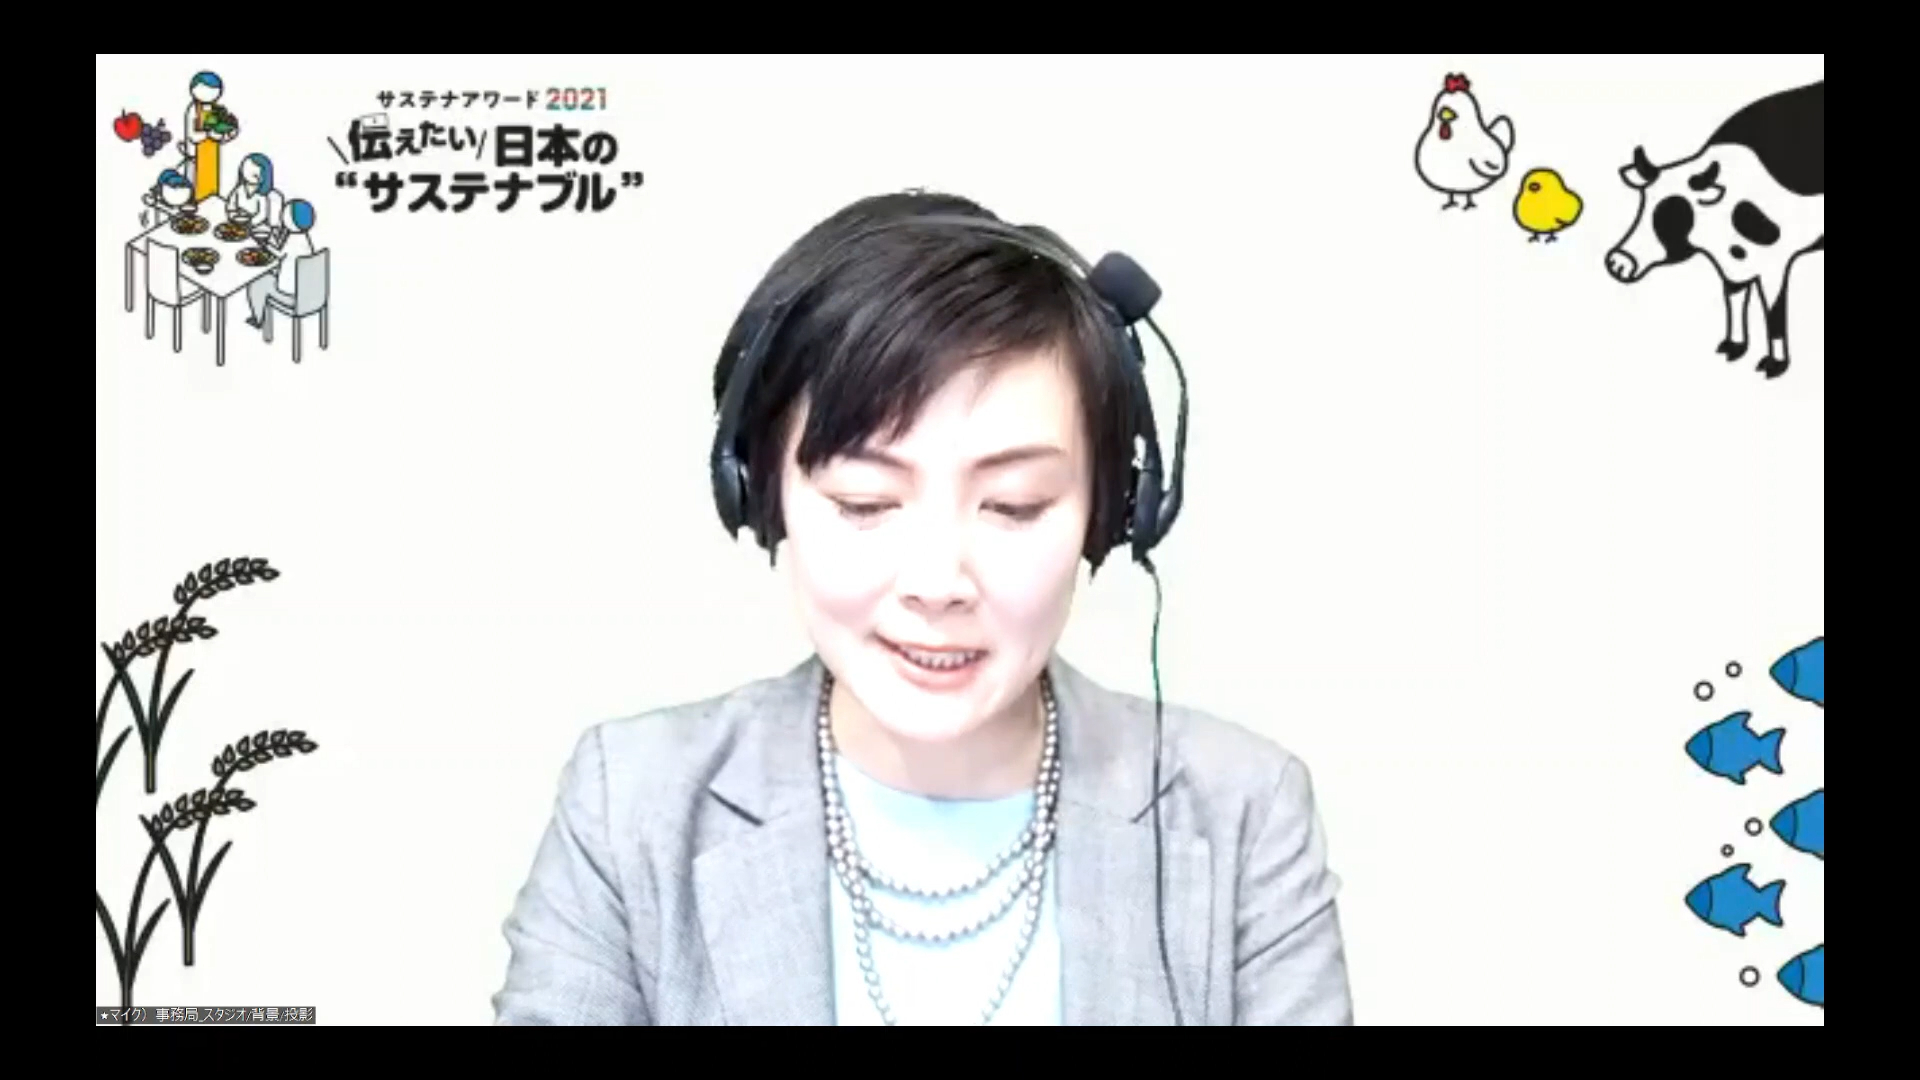 サステナアワード2021
\伝えたい/日本の
“サステナブル”
★マイク）事務局_スタジオ/背景/投影